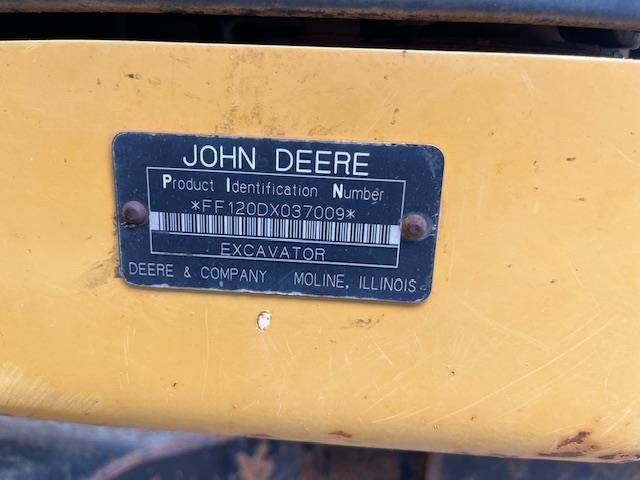 JOHN DEERE
Product Identification Number
*FF120DX037009*
EXCAVATOR
DEERE & COMPANY MOLINE, ILLINOIS